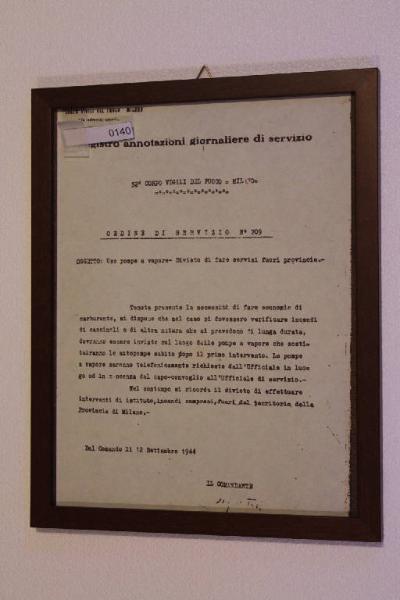 0140
registro annotazioni giornaliere di servizio
52° CORPO VIGILI DEL FUOCO = MILANO=
ORDINE DI SERVIZIO N° 209
OGGETTO: Uso pompe a vapore- Divieto di fare servizi fuori provincia.-
Tenuta presente la necessità di fare economie di
carburante, si dispone che nel caso si dovessero verificare incendi
di cascinali o di altra natura che si prevedono di lunga durata,
dovranno essere inviate sul luogo delle pompe a vapore che sosti=
tuiranno le autopompe subito dopo il primo intervento. Le pompe
a vapore saranno telefonicamente richieste dall'Ufficiale in luo=
go od in assenza dal capo-convoglio all'Ufficiale di servizio.-
Nel contempo si ricorda il divieto di effettuare
interventi di istituto, incendi compresi, fuori del territorio della
Provincia di Milano.-
Dal Comando li 12 Settembre 1944
IL COMANDANTE